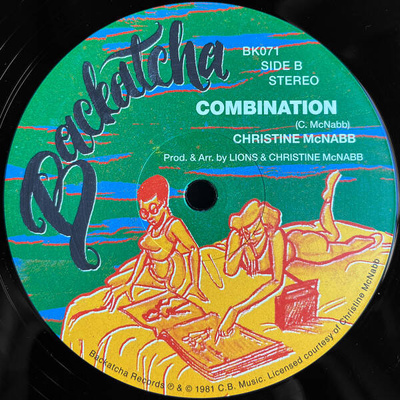 Backatcha
BK071
SIDE B
STEREO
COMBINATION
(C. McNabb)
CHRISTINE McNABB
Prod. & Arr. by LIONS & CHRISTINE McNABB
Backatcha Records ℗ & © 1981 C.B. Music. Licensed courtesy of Christine McNabb